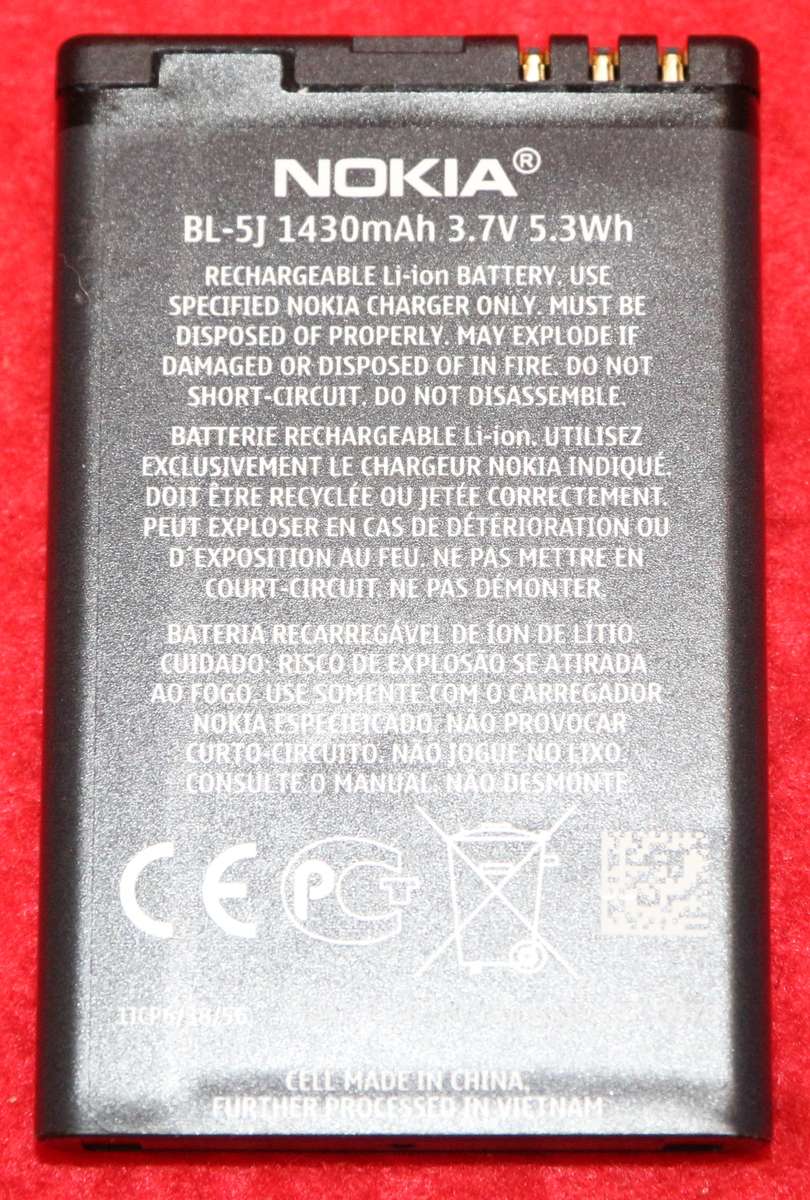 NOKIA®
BL-5J 1430mAh 3.7V 5.3Wh
RECHARGEABLE Li-ion BATTERY. USE
SPECIFIED NOKIA CHARGER ONLY. MUST BE
DISPOSED OF PROPERLY. MAY EXPLODE IF
DAMAGED OR DISPOSED OF IN FIRE. DO NOT
SHORT-CIRCUIT. DO NOT DISASSEMBLE.
BATTERIE RECHARGEABLE Li-ion. UTILISEZ
EXCLUSIVEMENT LE CHARGEUR NOKIA INDIQUÉ.
DOIT ÊTRE RECYCLÉE OU JETÉE CORRECTEMENT.
PEUT EXPLOSER EN CAS DE DÉTÉRIORATION OU
D'EXPOSITION AU FEU. NE PAS METTRE EN
COURT-CIRCUIT. NE PAS DÉMONTER.
BATERIA RECARREGÁVEL DE ÍON DE LÍTIO.
CUIDADO. RISCO DE EXPLOSÃO SE ATIRADA
AO FOGO. USE SOMENTE COM O CARREGADOR
NOKIA ESPECIFICADO. NÃO PROVOCAR
CURTO-CIRCUITO. NÃO JOGUE NO LIXO.
CONSULTE O MANUAL. NÃO DESMONTE.
CE PCT
1ICP6/38/56
CELL MADE IN CHINA,
FURTHER PROCESSED IN VIETNAM